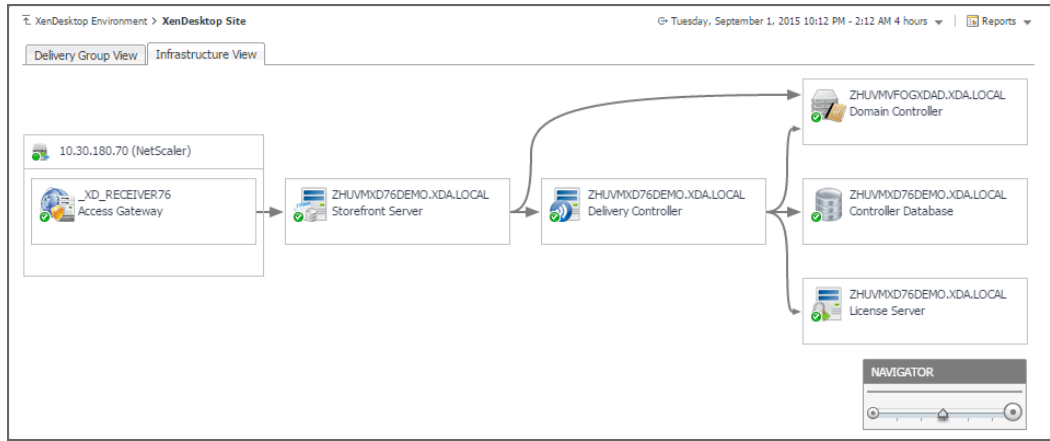 XenDesktop Environment > XenDesktop Site
Tuesday, September 1, 2015 10:12 PM - 2:12 AM 4 hours
Reports
Delivery Group View
Infrastructure View
10.30.180.70 (NetScaler)
_XD_RECEIVER76
Access Gateway
ZHUVMXD76DEMO.XDA.LOCAL
Storefront Server
ZHUVMXD76DEMO.XDA.LOCAL
Delivery Controller
ZHUVMVFOGXDAD.XDA.LOCAL
Domain Controller
ZHUVMXD76DEMO.XDA.LOCAL
Controller Database
ZHUVMXD76DEMO.XDA.LOCAL
License Server
NAVIGATOR